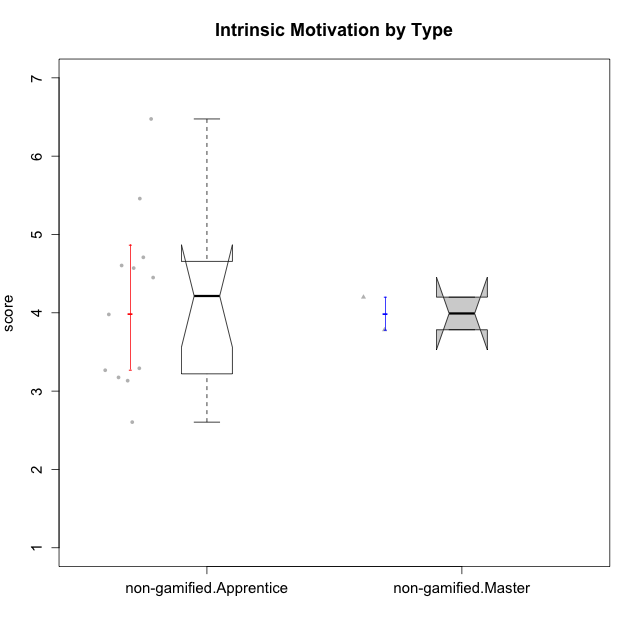 Intrinsic Motivation by Type
7
6
5
4
3
2
1
score
non-gamified.Apprentice
non-gamified.Master